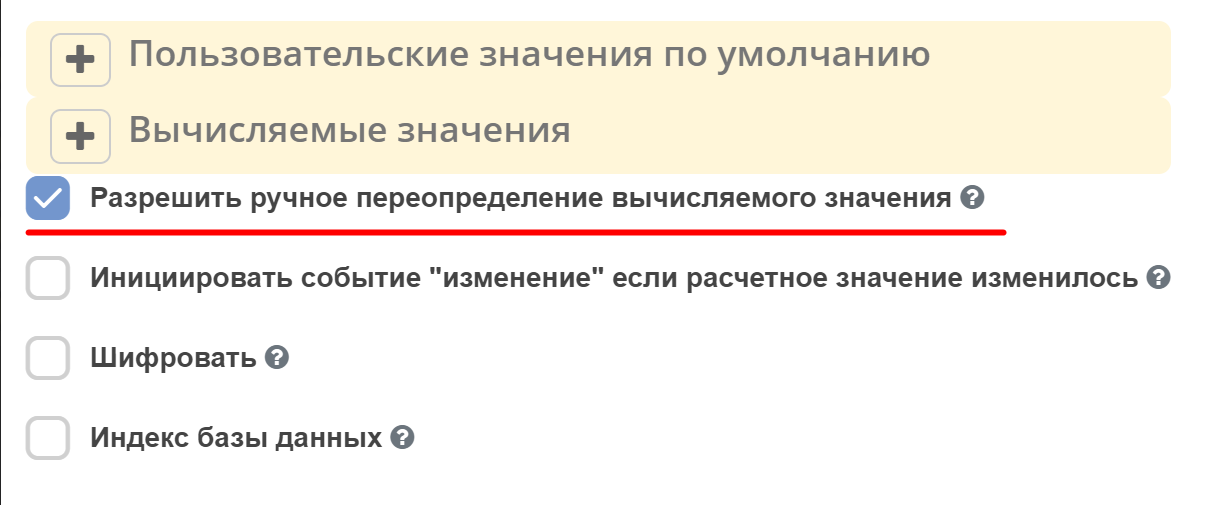 Пользовательские значения по умолчанию
Вычисляемые значения
Разрешить ручное переопределение вычисляемого значения
Инициировать событие "изменение" если расчетное значение изменилось
Шифровать
Индекс базы данных